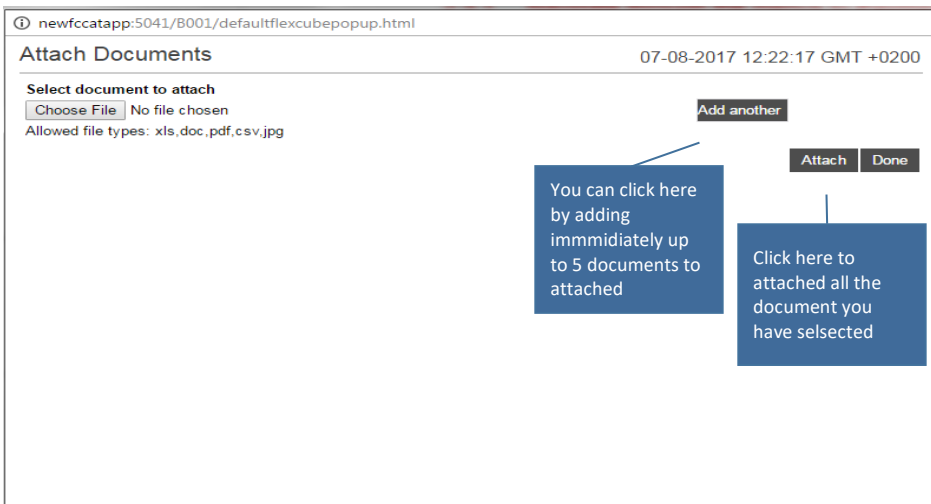 newfccatapp:5041/B001/defaultflexcubepopup.html
Attach Documents
07-08-2017 12:22:17 GMT +0200
Select document to attach
Choose File No file chosen
Add another
Allowed file types: xls,doc,pdf,csv,jpg
Attach Done
You can click here
by adding
immmidiately up
to 5 documents to
attached
Click here to
attached all the
document you
have selsected